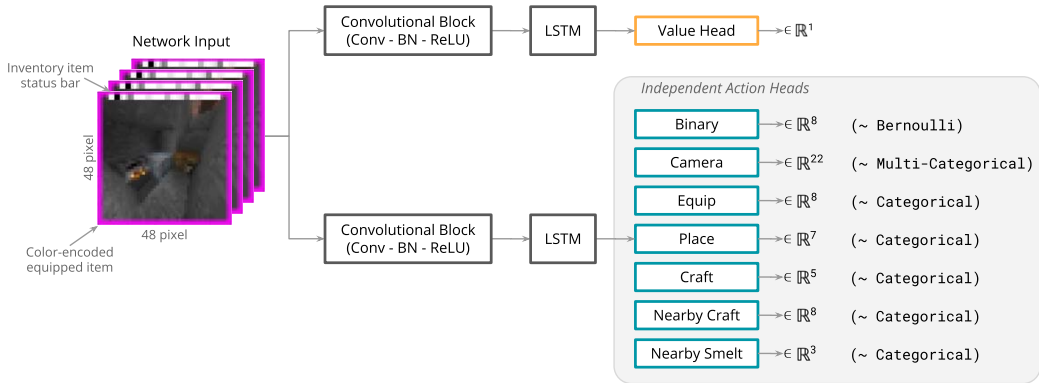 Network Input
Inventory item
status bar
48 pixel
48 pixel
Color-encoded
equipped item
Convolutional Block
(Conv - BN - ReLU)
LSTM
Value Head
∈ ℝ¹
Convolutional Block
(Conv - BN - ReLU)
LSTM
Independent Action Heads
Binary ∈ ℝ⁸ (~ Bernoulli)
Camera ∈ ℝ²² (~ Multi-Categorical)
Equip ∈ ℝ⁸ (~ Categorical)
Place ∈ ℝ⁷ (~ Categorical)
Craft ∈ ℝ⁵ (~ Categorical)
Nearby Craft ∈ ℝ⁸ (~ Categorical)
Nearby Smelt ∈ ℝ³ (~ Categorical)